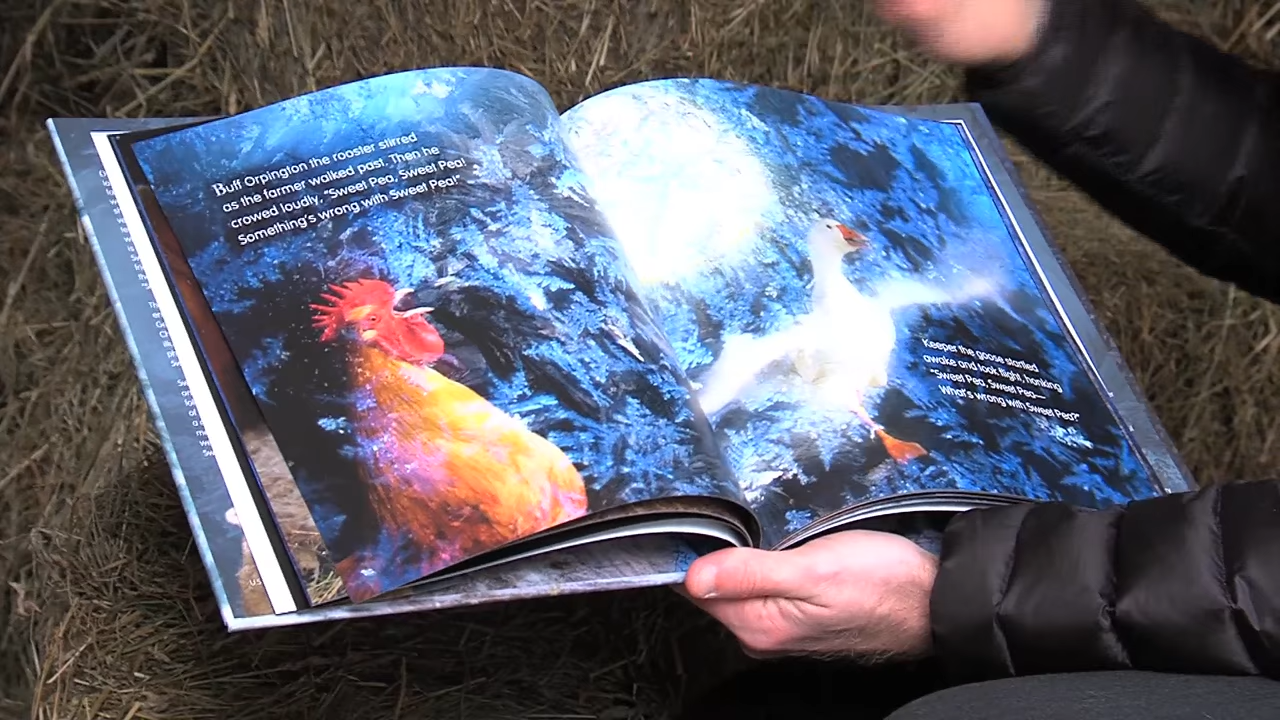 Buff Orpington the rooster stirred
as the farmer walked past. Then he
crowed loudly, "Sweet Pea, Sweet Pea!
Something's wrong with Sweet Pea!"
Keeper the goose startled
awake and took flight, honking
"Sweet Pea, Sweet Pea—
What's wrong with Sweet Pea?"